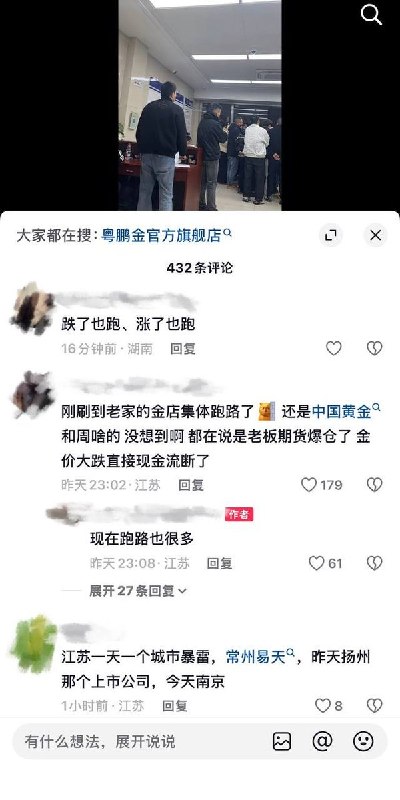 大家都在搜：粤鹏金官方旗舰店
432条评论
跌了也跑、涨了也跑
16分钟前·湖南 回复
刚刷到老家的金店集体跑路了 还是中国黄金
和周啥的 没想到啊 都在说是老板期货爆仓了 金
价大跌直接现金流断了
昨天 23:02·江苏 回复 179
作者
现在跑路也很多
昨天 23:08·江苏 回复 61
展开27条回复
江苏一天一个城市暴雷，常州易天，昨天扬州
那个上市公司，今天南京
1小时前·江苏 回复 8
有什么想法，展开说说